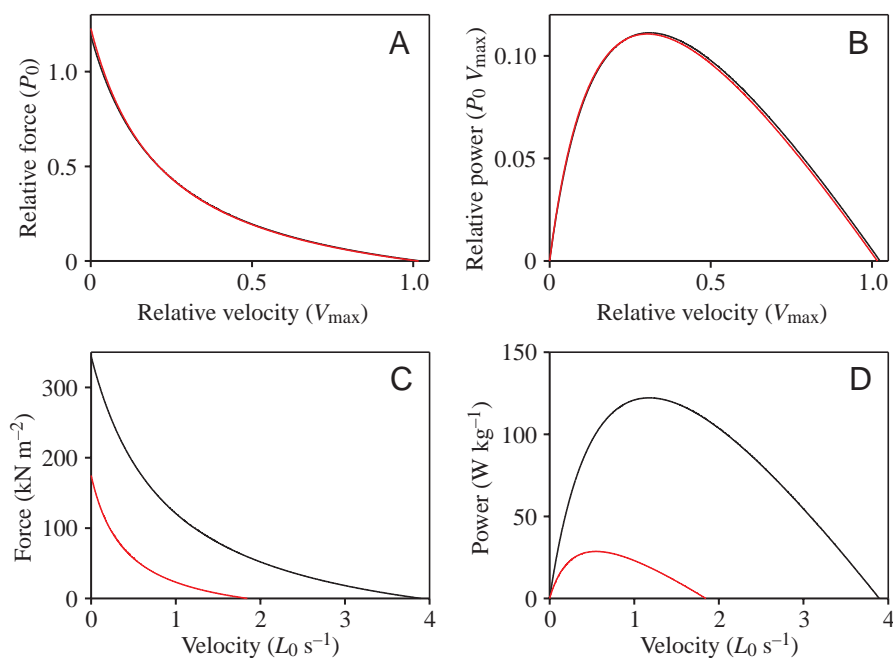 A
Relative force (P0)
1.0
0.5
0
0
0.5
1.0
Relative velocity (Vmax)
B
Relative power (P0 Vmax)
0.10
0.05
0
0
0.5
1.0
Relative velocity (Vmax)
C
Force (kN m–2)
300
200
100
0
0
1
2
3
4
Velocity (L0 s–1)
D
Power (W kg–1)
150
100
50
0
0
1
2
3
4
Velocity (L0 s–1)